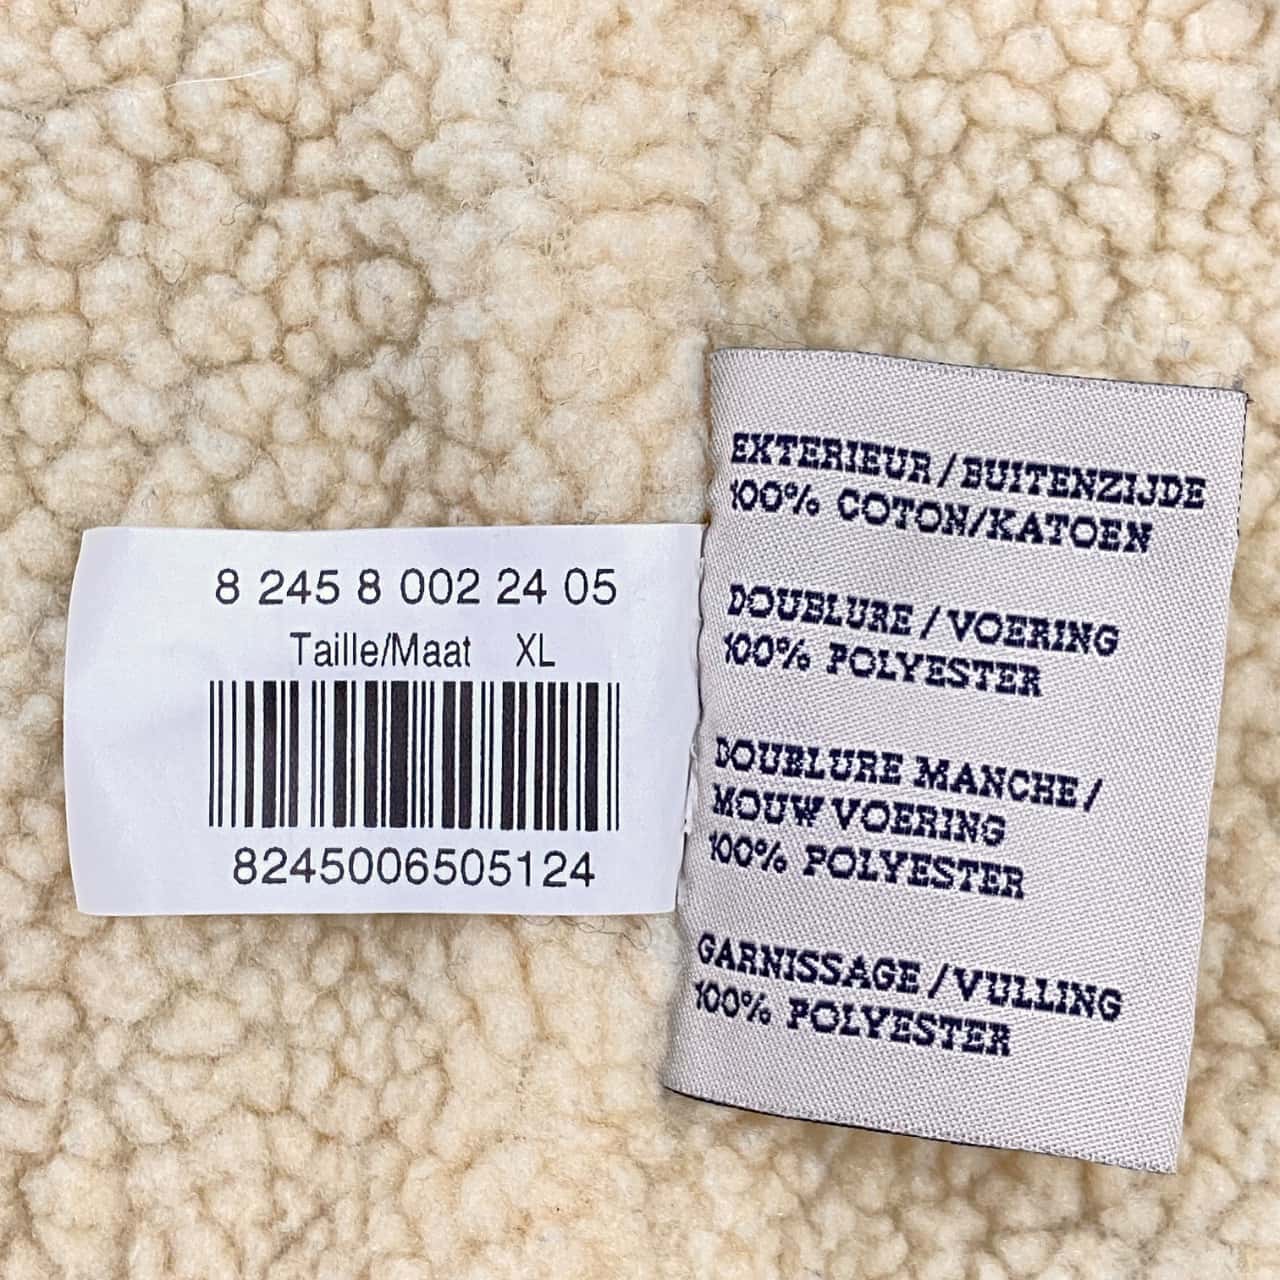 8 245 8 002 24 05
Taille/Maat XL
8245006505124
EXTERIEUR / BUITENZIJDE
100% COTON/KATOEN
DOUBLURE / VOERING
100% POLYESTER
DOUBLURE MANCHE /
MOUW VOERING
100% POLYESTER
GARNISSAGE / VULLING
100% POLYESTER